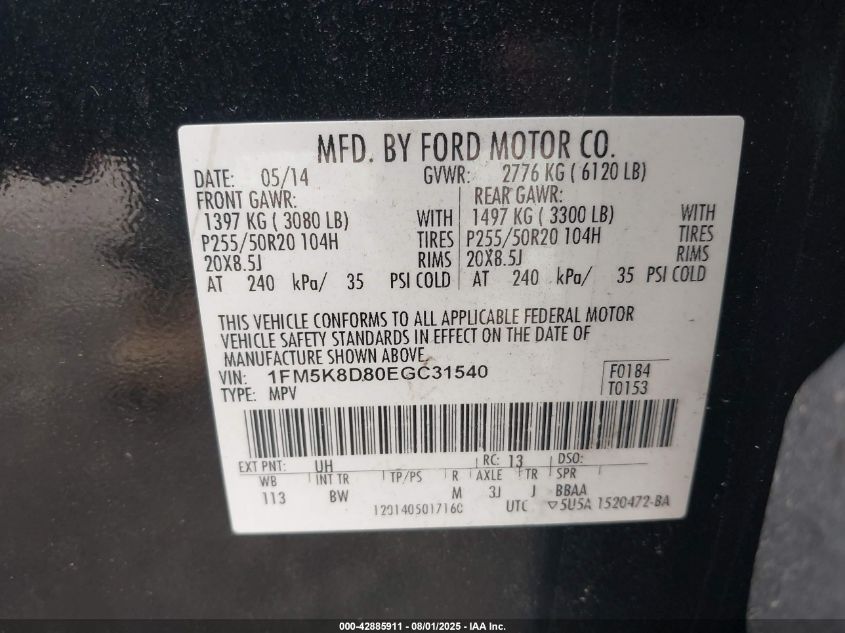 MFD. BY FORD MOTOR CO.
DATE: 05/14 GVWR: 2776 KG ( 6120 LB)
FRONT GAWR: REAR GAWR:
1397 KG ( 3080 LB) WITH 1497 KG ( 3300 LB) WITH
P255/50R20 104H TIRES P255/50R20 104H TIRES
20X8.5J RIMS 20X8.5J RIMS
AT 240 kPa/ 35 PSI COLD AT 240 kPa/ 35 PSI COLD
THIS VEHICLE CONFORMS TO ALL APPLICABLE FEDERAL MOTOR
VEHICLE SAFETY STANDARDS IN EFFECT ON THE DATE OF
MANUFACTURE SHOWN ABOVE.
VIN: 1FM5K8D80EGC31540 F0184
TYPE: MPV T0153
EXT PNT: UH RC: 13 DSO:
WB INT TR TP/PS R AXLE TR SPR
113 BW M 3J J BBAA
120140501716C UTC ▽5U5A 1520472-BA
000-42885911 - 08/01/2025 - IAA Inc.